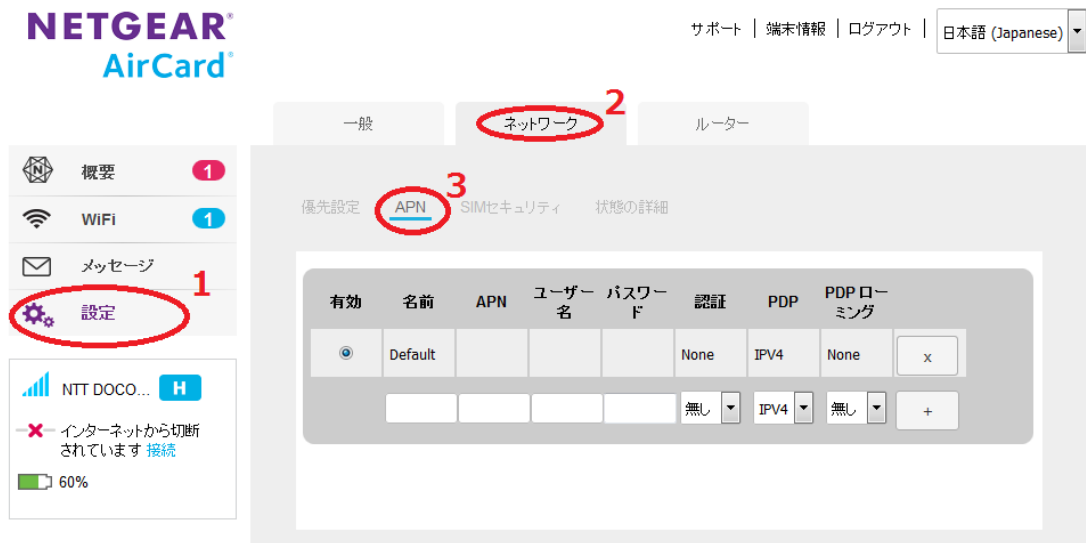 NETGEAR®
AirCard®
サポート | 端末情報 | ログアウト | 日本語 (Japanese)
一般
ネットワーク
2
ルーター
概要 1
WiFi 1
メッセージ
1
設定
優先設定
APN
3
SIMセキュリティ
状態の詳細
有効 名前 APN ユーザー名 パスワード 認証 PDP PDP ローミング
Default None IPV4 None x
無し IPV4 無し +
NTT DOCO... H
インターネットから切断
されています 接続
60%